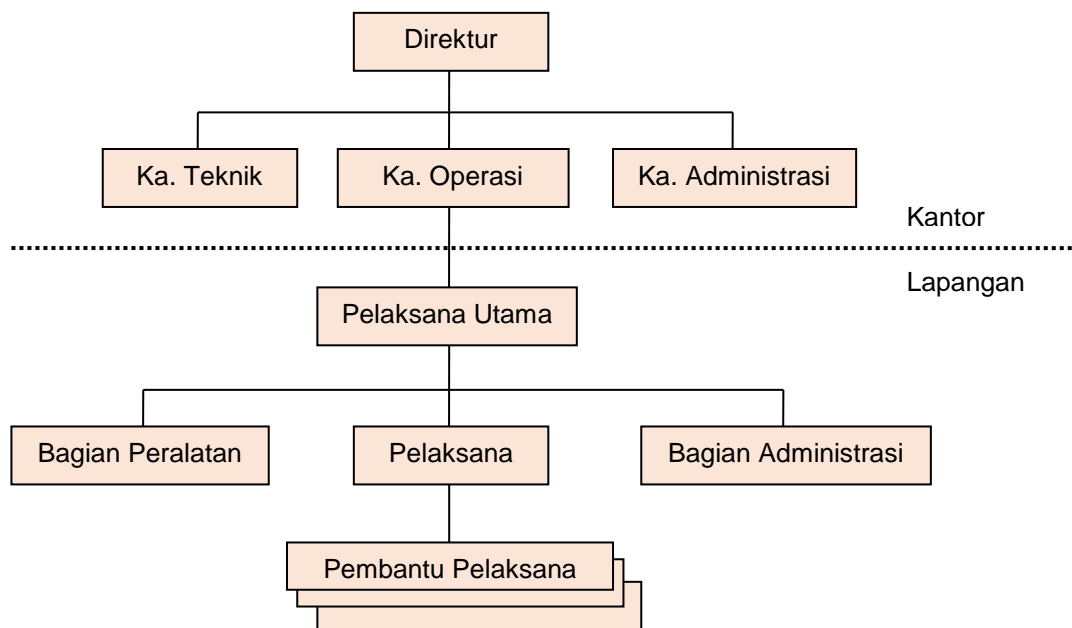 Direktur
Ka. Teknik
Ka. Operasi
Ka. Administrasi
Kantor
Lapangan
Pelaksana Utama
Bagian Peralatan
Pelaksana
Bagian Administrasi
Pembantu Pelaksana